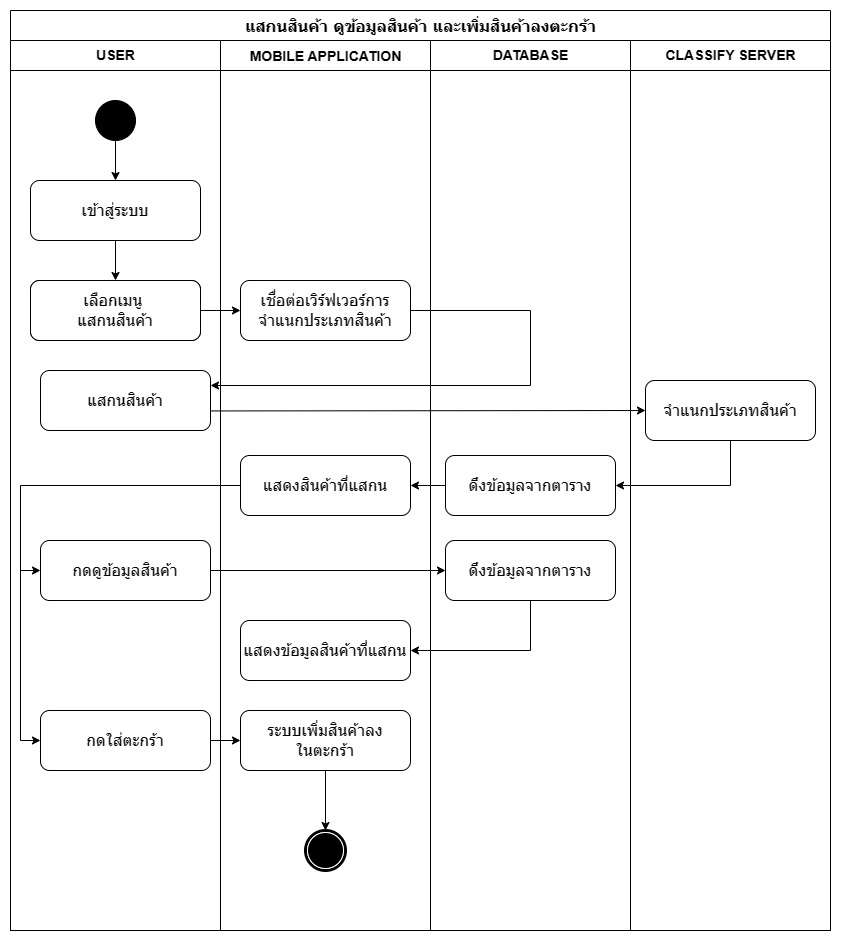 แสกนสินค้า ดูข้อมูลสินค้า และเพิ่มสินค้าลงตะกร้า
USER
MOBILE APPLICATION
DATABASE
CLASSIFY SERVER
เข้าสู่ระบบ
เลือกเมนู
แสกนสินค้า
เชื่อต่อเวิร์ฟเวอร์การ
จำแนกประเภทสินค้า
แสกนสินค้า
จำแนกประเภทสินค้า
แสดงสินค้าที่แสกน
ดึงข้อมูลจากตาราง
กดดูข้อมูลสินค้า
ดึงข้อมูลจากตาราง
แสดงข้อมูลสินค้าที่แสกน
กดใส่ตะกร้า
ระบบเพิ่มสินค้าลง
ในตะกร้า